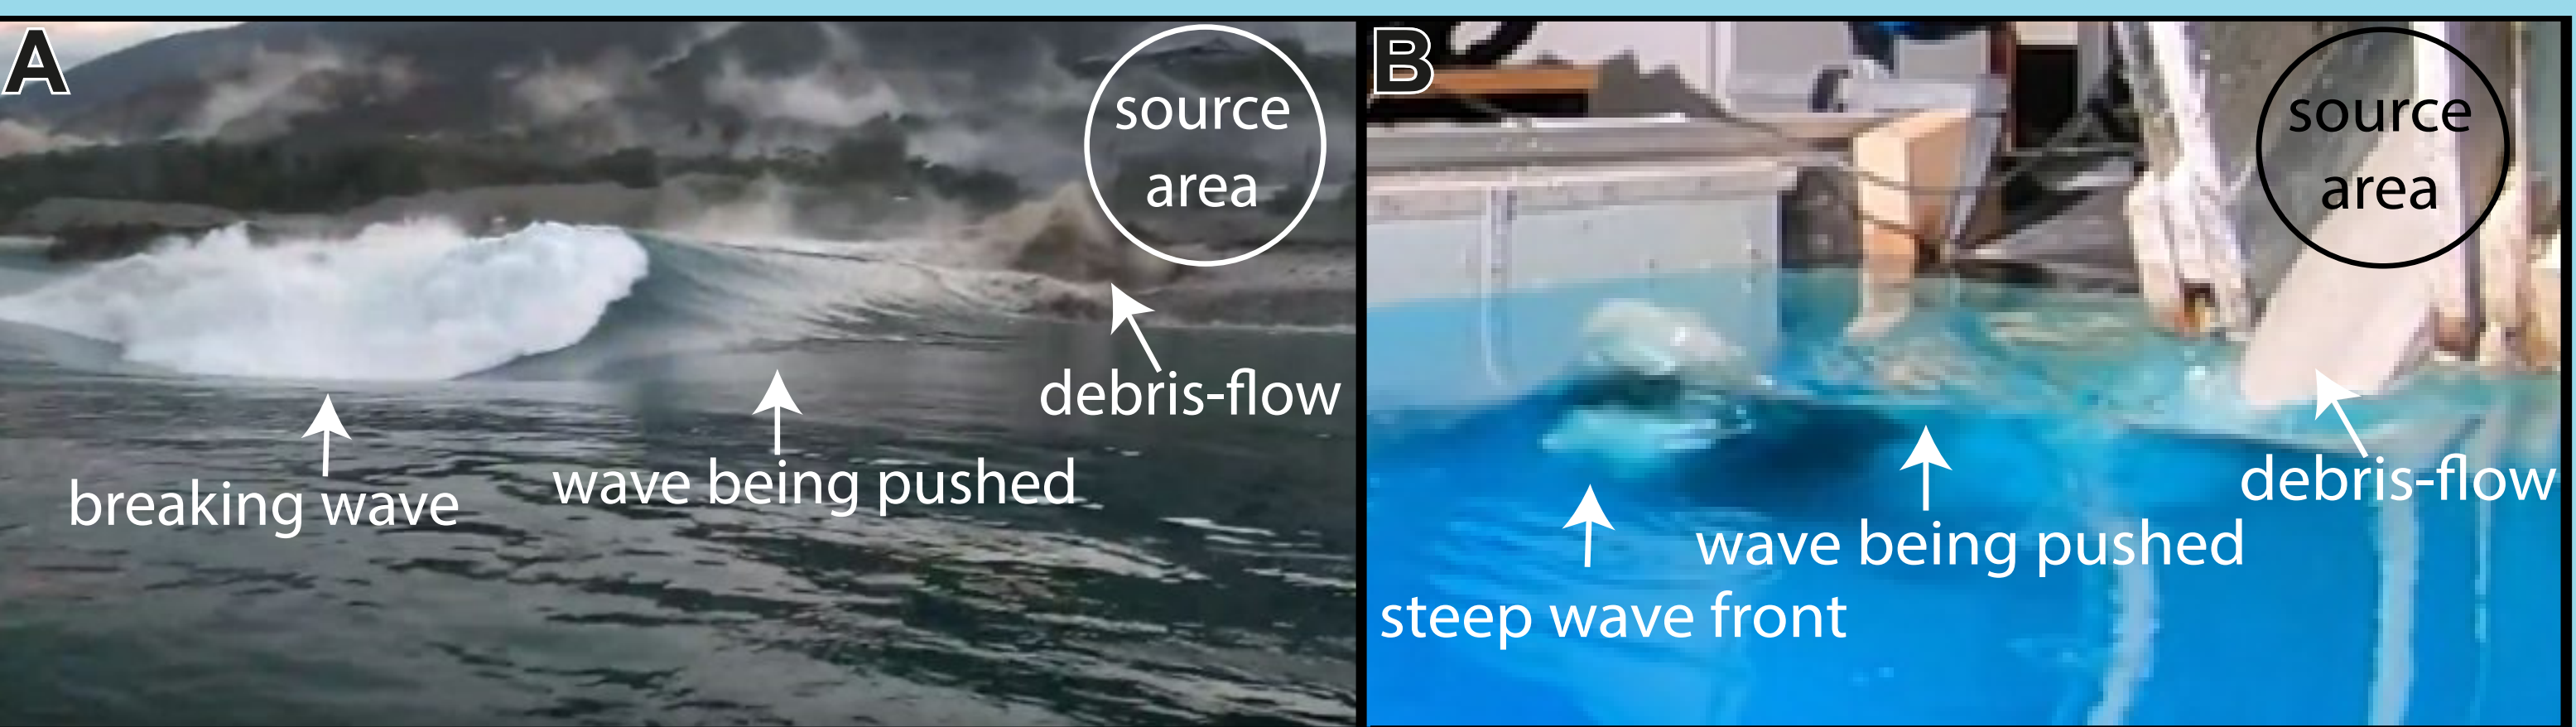 A
source
area
debris-flow
wave being pushed
breaking wave
B
source
area
debris-flow
wave being pushed
steep wave front